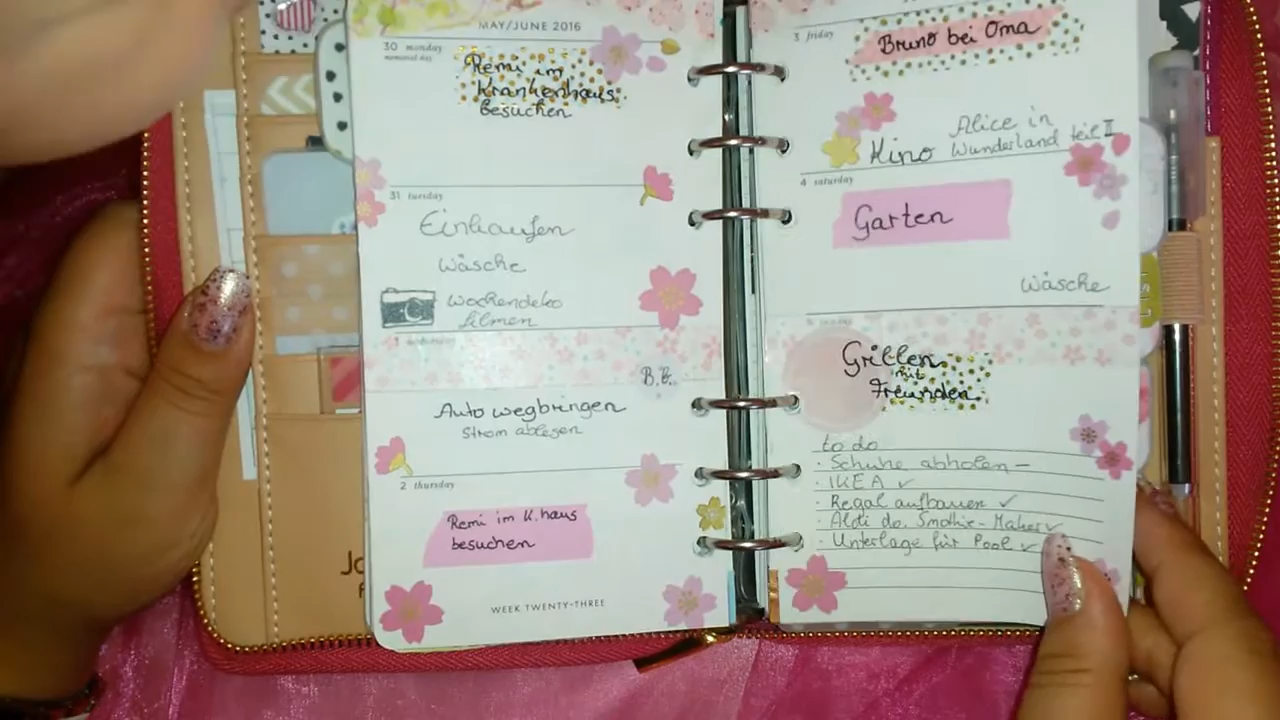 MAY/JUNE 2016
30 monday
memorial day
Remi im
Krankenhaus
besuchen
31 tuesday
Einkaufen
Wäsche
Wochendeko
filmen
1 wednesday
B.B.
Auto wegbringen
Strom ablesen
2 thursday
Remi im K.haus
besuchen
WEEK TWENTY-THREE
3 friday
Bruno bei Oma
Kino
Alice in
Wunderland teil II
4 saturday
Garten
Wäsche
Grillen
mit
Freunden
to do
· Schuhe abholen –
· IKEA ✓
· Regal aufbauen ✓
· Aldi do. Smothie-Maker ✓
· Unterlage für Pool ✓